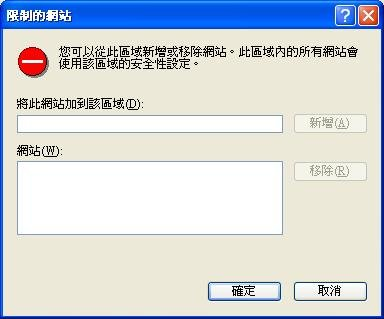 限制的網站
您可以從此區域新增或移除網站。此區域內的所有網站會
使用該區域的安全性設定。
將此網站加到該區域(D):
新增(A)
網站(W):
移除(R)
確定
取消